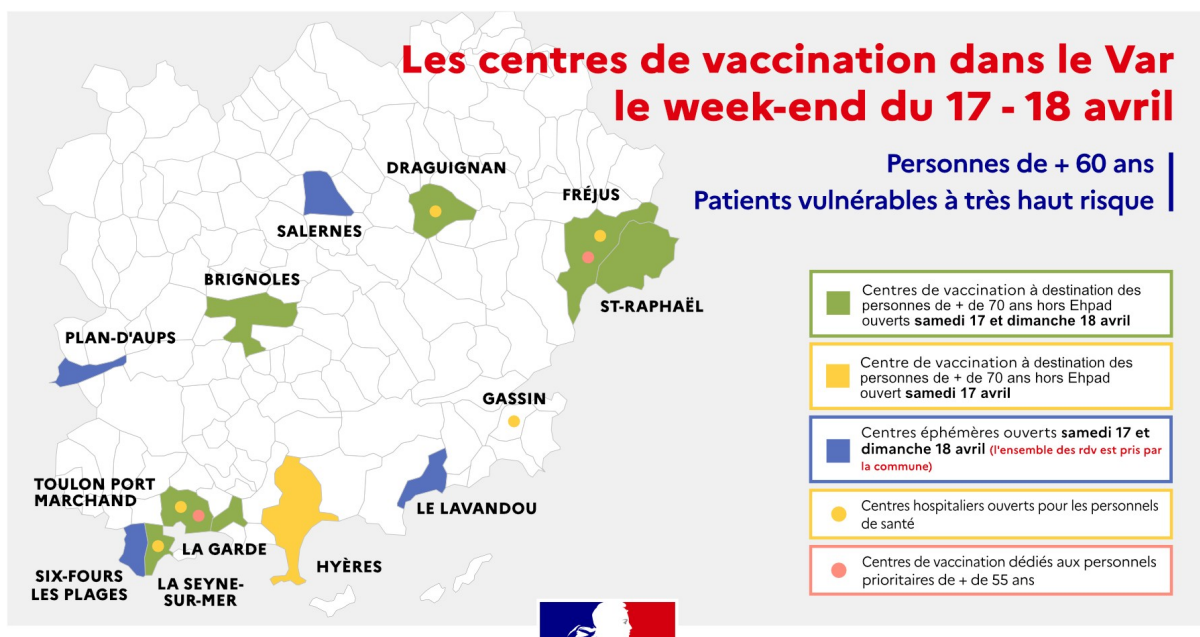 Les centres de vaccination dans le Var
le week-end du 17 - 18 avril
Personnes de + 60 ans
Patients vulnérables à très haut risque
DRAGUIGNAN
FRÉJUS
SALERNES
BRIGNOLES
ST-RAPHAËL
PLAN-D'AUPS
GASSIN
TOULON PORT
MARCHAND
LE LAVANDOU
LA GARDE
HYÈRES
SIX-FOURS
LES PLAGES
LA SEYNE-
SUR-MER
Centres de vaccination à destination des
personnes de + de 70 ans hors Ehpad
ouverts samedi 17 et dimanche 18 avril
Centre de vaccination à destination des
personnes de + de 70 ans hors Ehpad
ouvert samedi 17 avril
Centres éphémères ouverts samedi 17 et
dimanche 18 avril (l'ensemble des rdv est pris par
la commune)
Centres hospitaliers ouverts pour les personnels
de santé
Centres de vaccination dédiés aux personnels
prioritaires de + de 55 ans